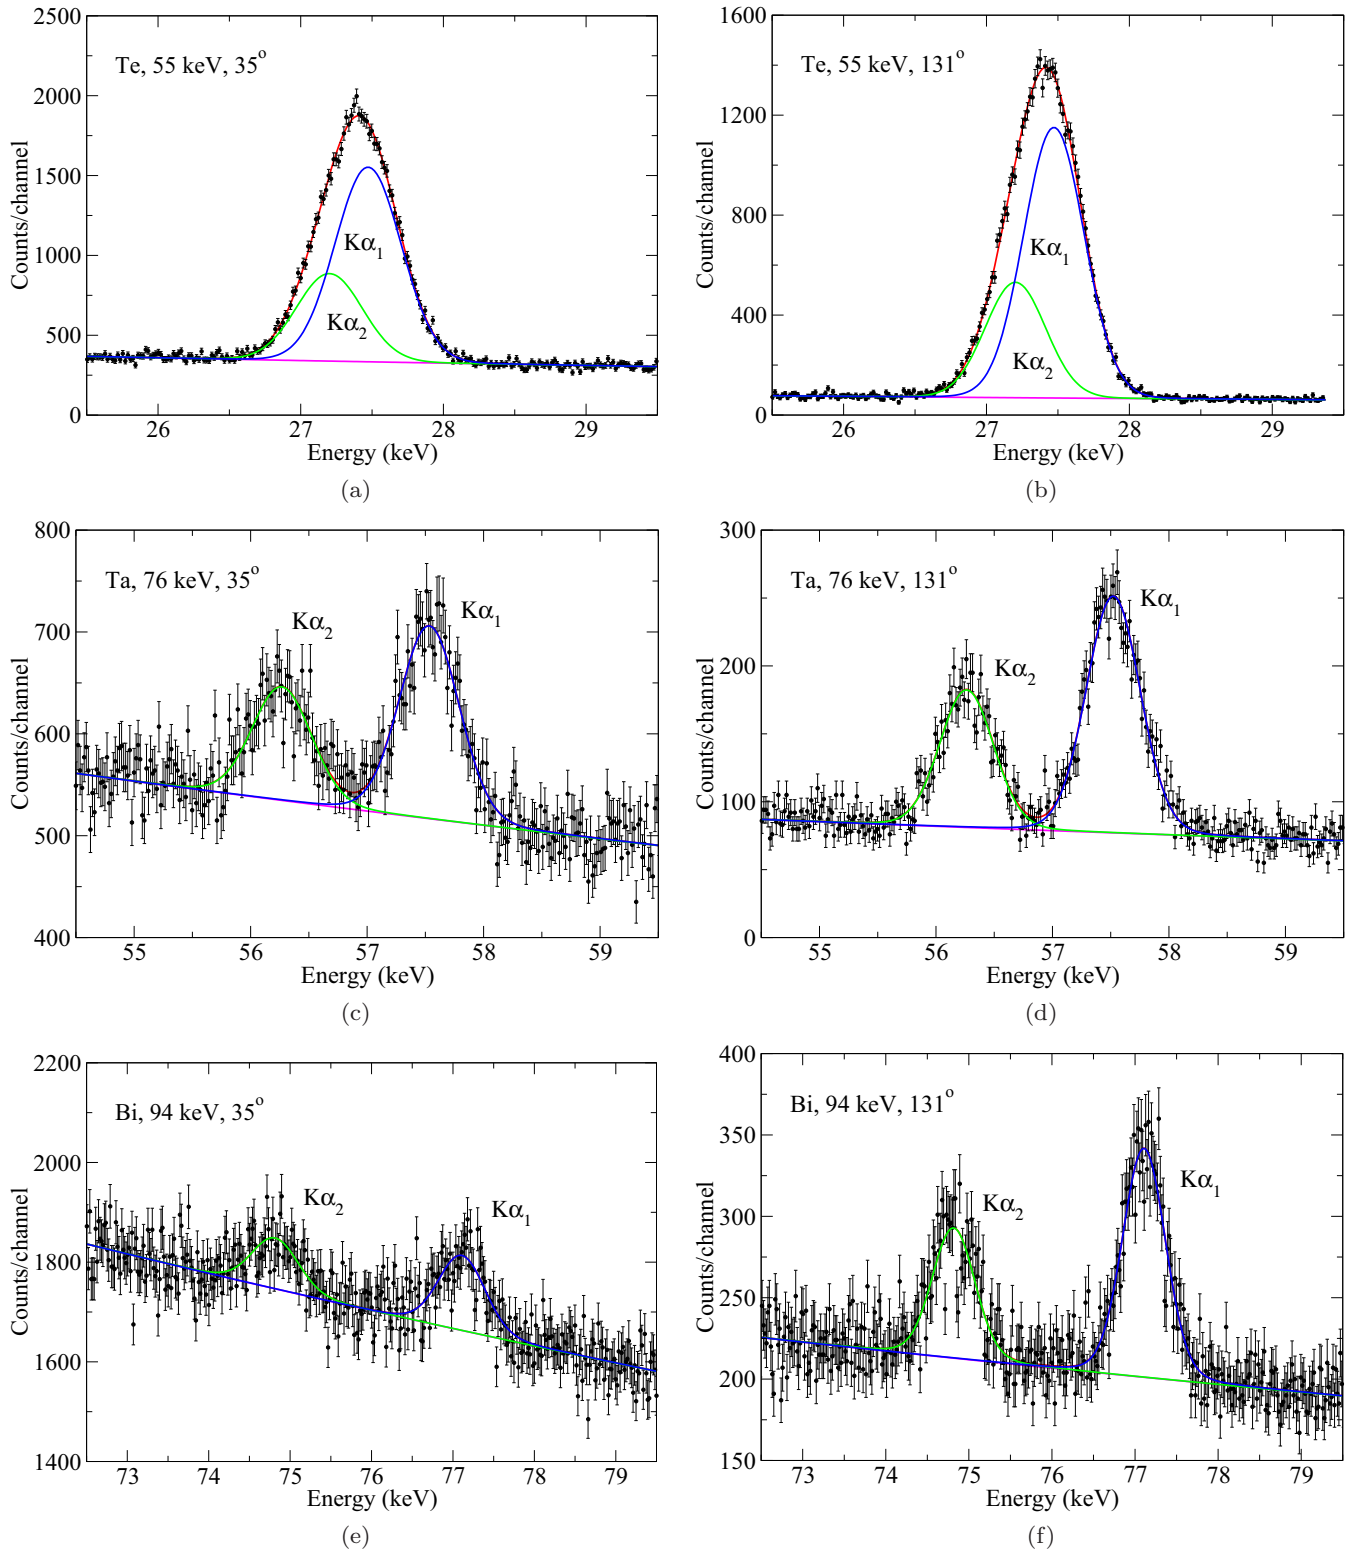 Te, 55 keV, 35°
Counts/channel
2500
2000
1500
1000
500
0
Kα₁
Kα₂
26 27 28 29
Energy (keV)
(a)
Te, 55 keV, 131°
Counts/channel
1600
1200
800
400
0
Kα₁
Kα₂
26 27 28 29
Energy (keV)
(b)
Ta, 76 keV, 35°
Counts/channel
800
700
600
500
400
Kα₂
Kα₁
55 56 57 58 59
Energy (keV)
(c)
Ta, 76 keV, 131°
Counts/channel
300
200
100
0
Kα₂
Kα₁
55 56 57 58 59
Energy (keV)
(d)
Bi, 94 keV, 35°
Counts/channel
2200
2000
1800
1600
1400
Kα₂
Kα₁
73 74 75 76 77 78 79
Energy (keV)
(e)
Bi, 94 keV, 131°
Counts/channel
400
350
300
250
200
150
Kα₂
Kα₁
73 74 75 76 77 78 79
Energy (keV)
(f)